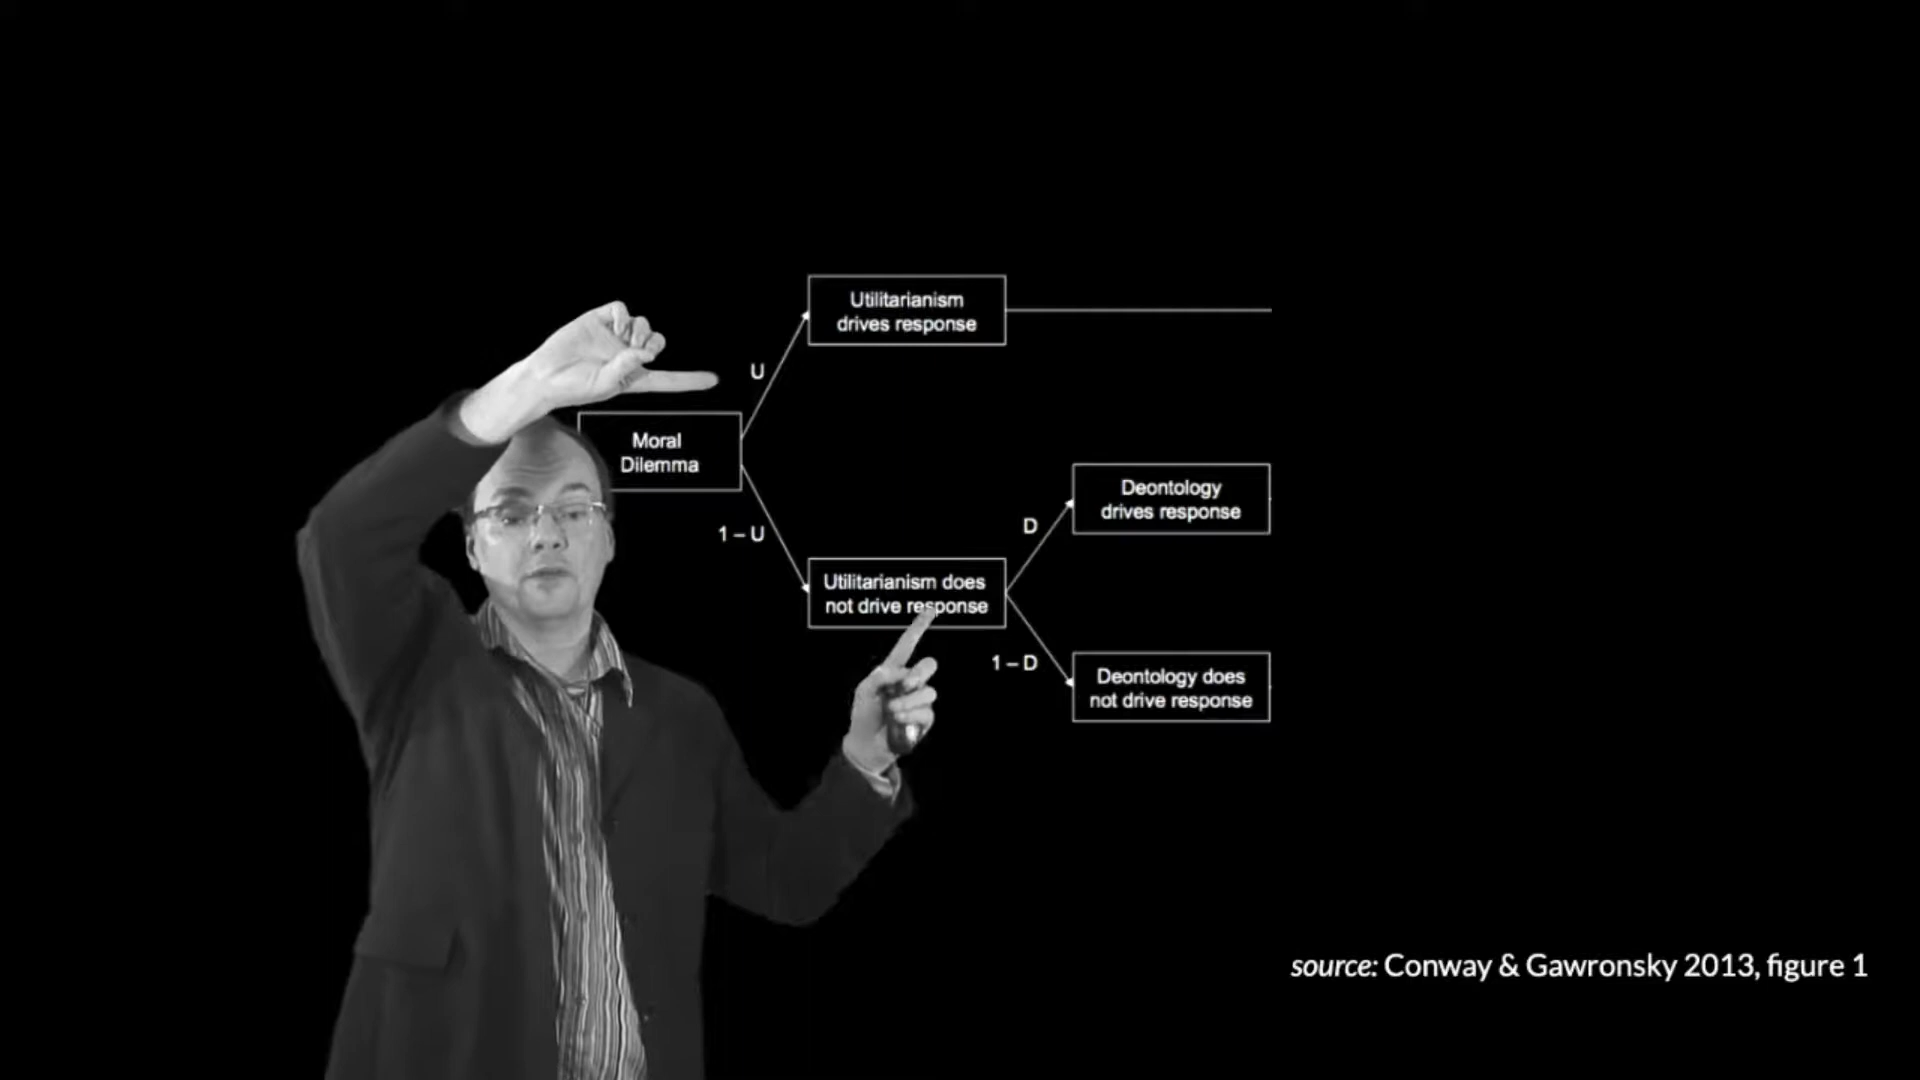 Utilitarianism
drives response
U
Moral
Dilemma
1 – U
Utilitarianism does
not drive response
D
Deontology
drives response
1 – D
Deontology does
not drive response
source: Conway & Gawronsky 2013, figure 1